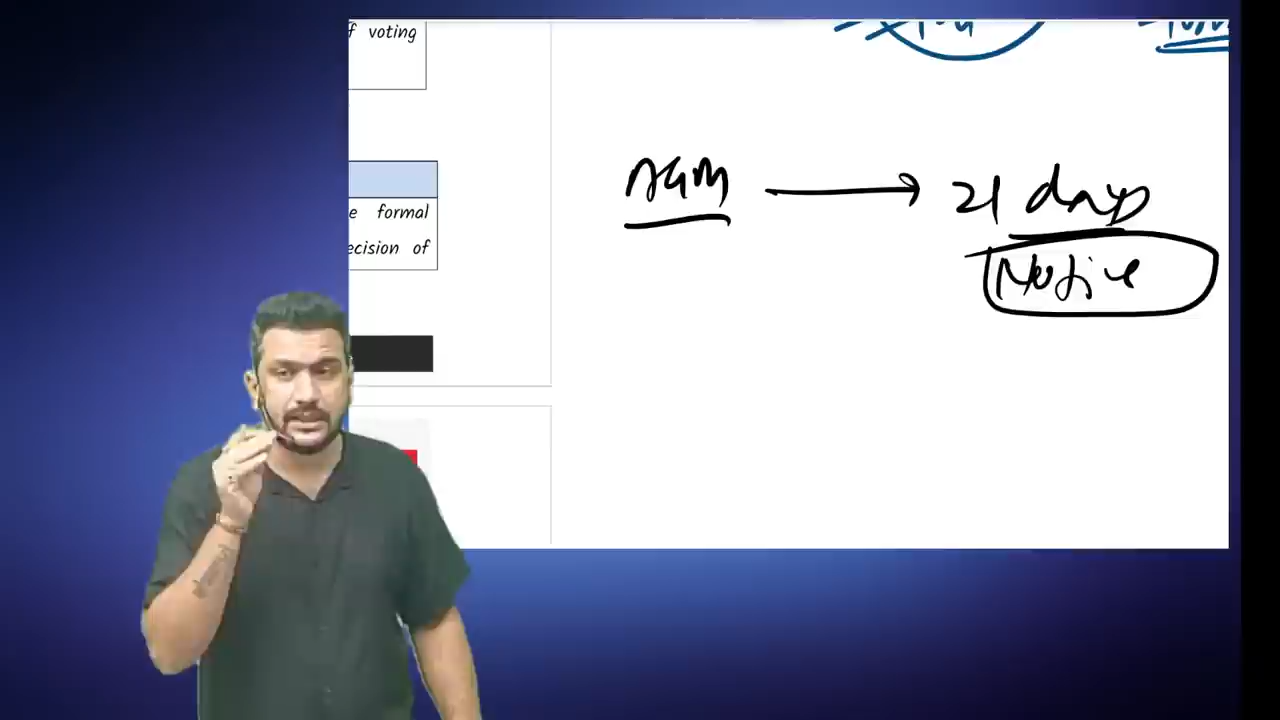 f voting
e formal
ecision of
AGM → 21 days
Notice